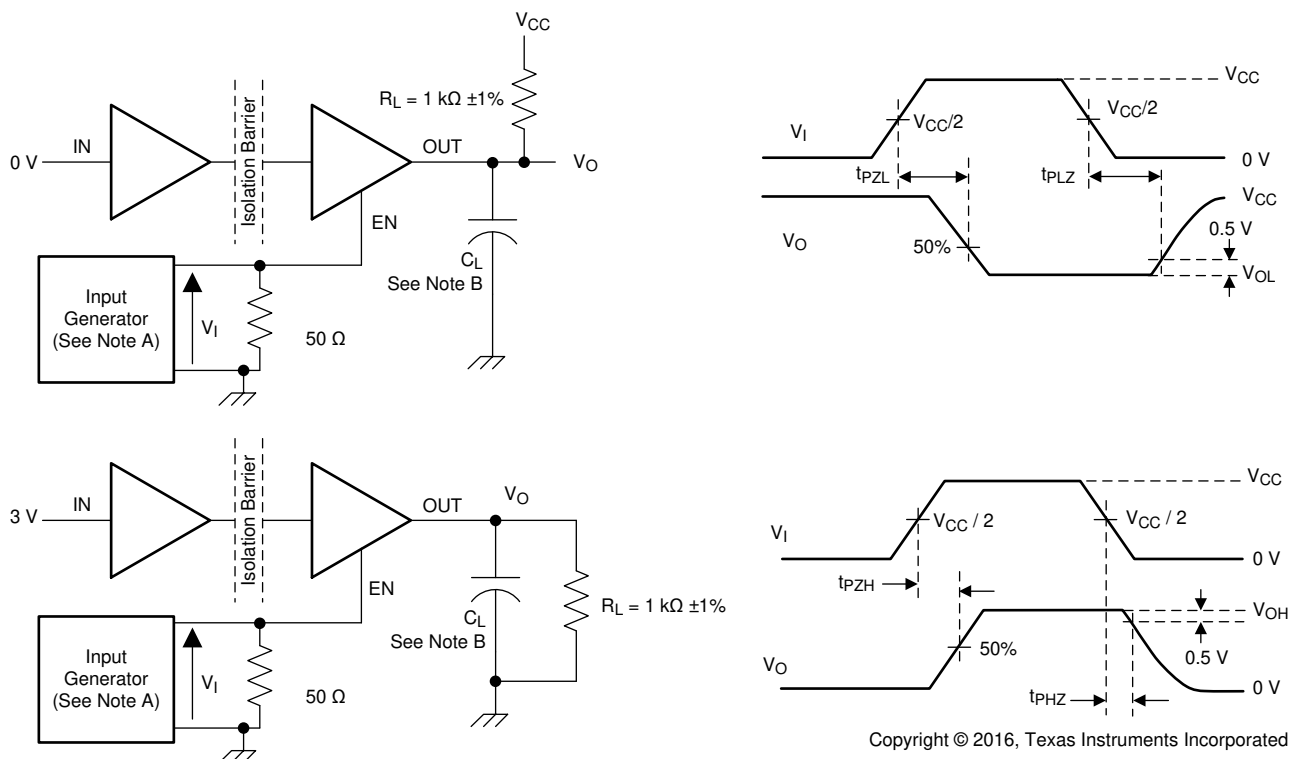 VCC
RL = 1 kΩ ±1%
Isolation Barrier
0 V
IN
OUT
VO
EN
CL
See Note B
Input
Generator
(See Note A)
VI
50 Ω
VCC
VI
VCC/2
VCC/2
0 V
tPZL
tPLZ
VCC
0.5 V
VO
50%
VOL
Isolation Barrier
3 V
IN
OUT
VO
EN
CL
See Note B
RL = 1 kΩ ±1%
Input
Generator
(See Note A)
VI
50 Ω
VCC
VI
VCC / 2
VCC / 2
0 V
tPZH
VOH
0.5 V
50%
VO
0 V
tPHZ
Copyright © 2016, Texas Instruments Incorporated